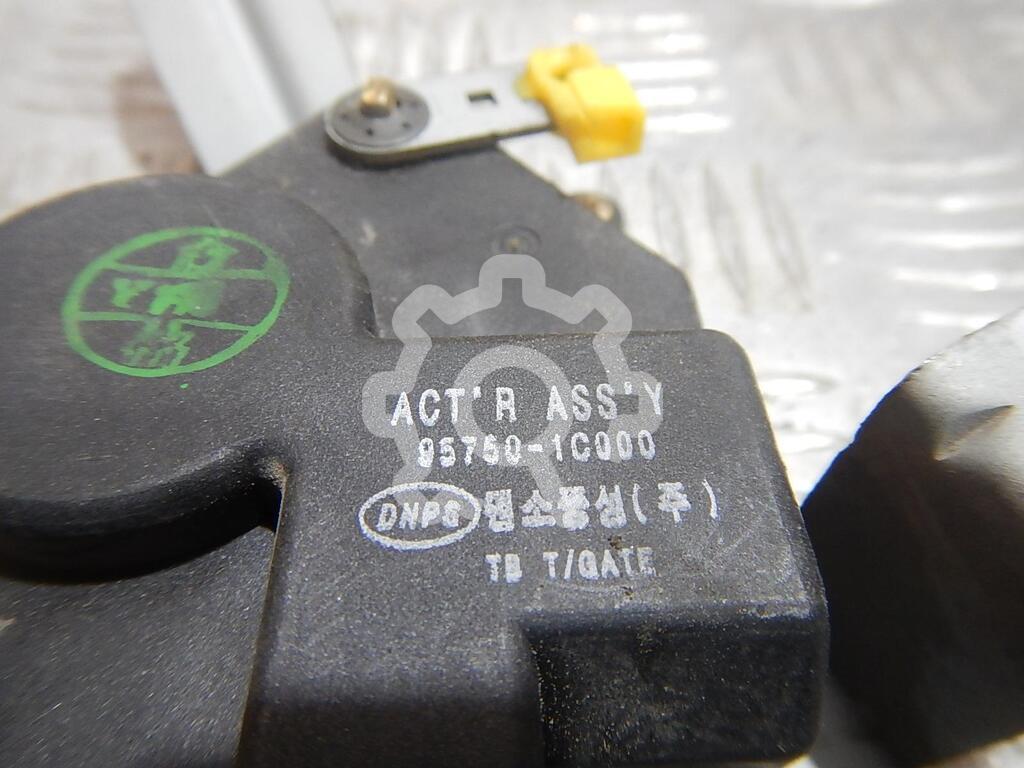 ACT'R ASS'Y
95750-1C000
DNPS 덴소풍성(주)
TB T/GATE